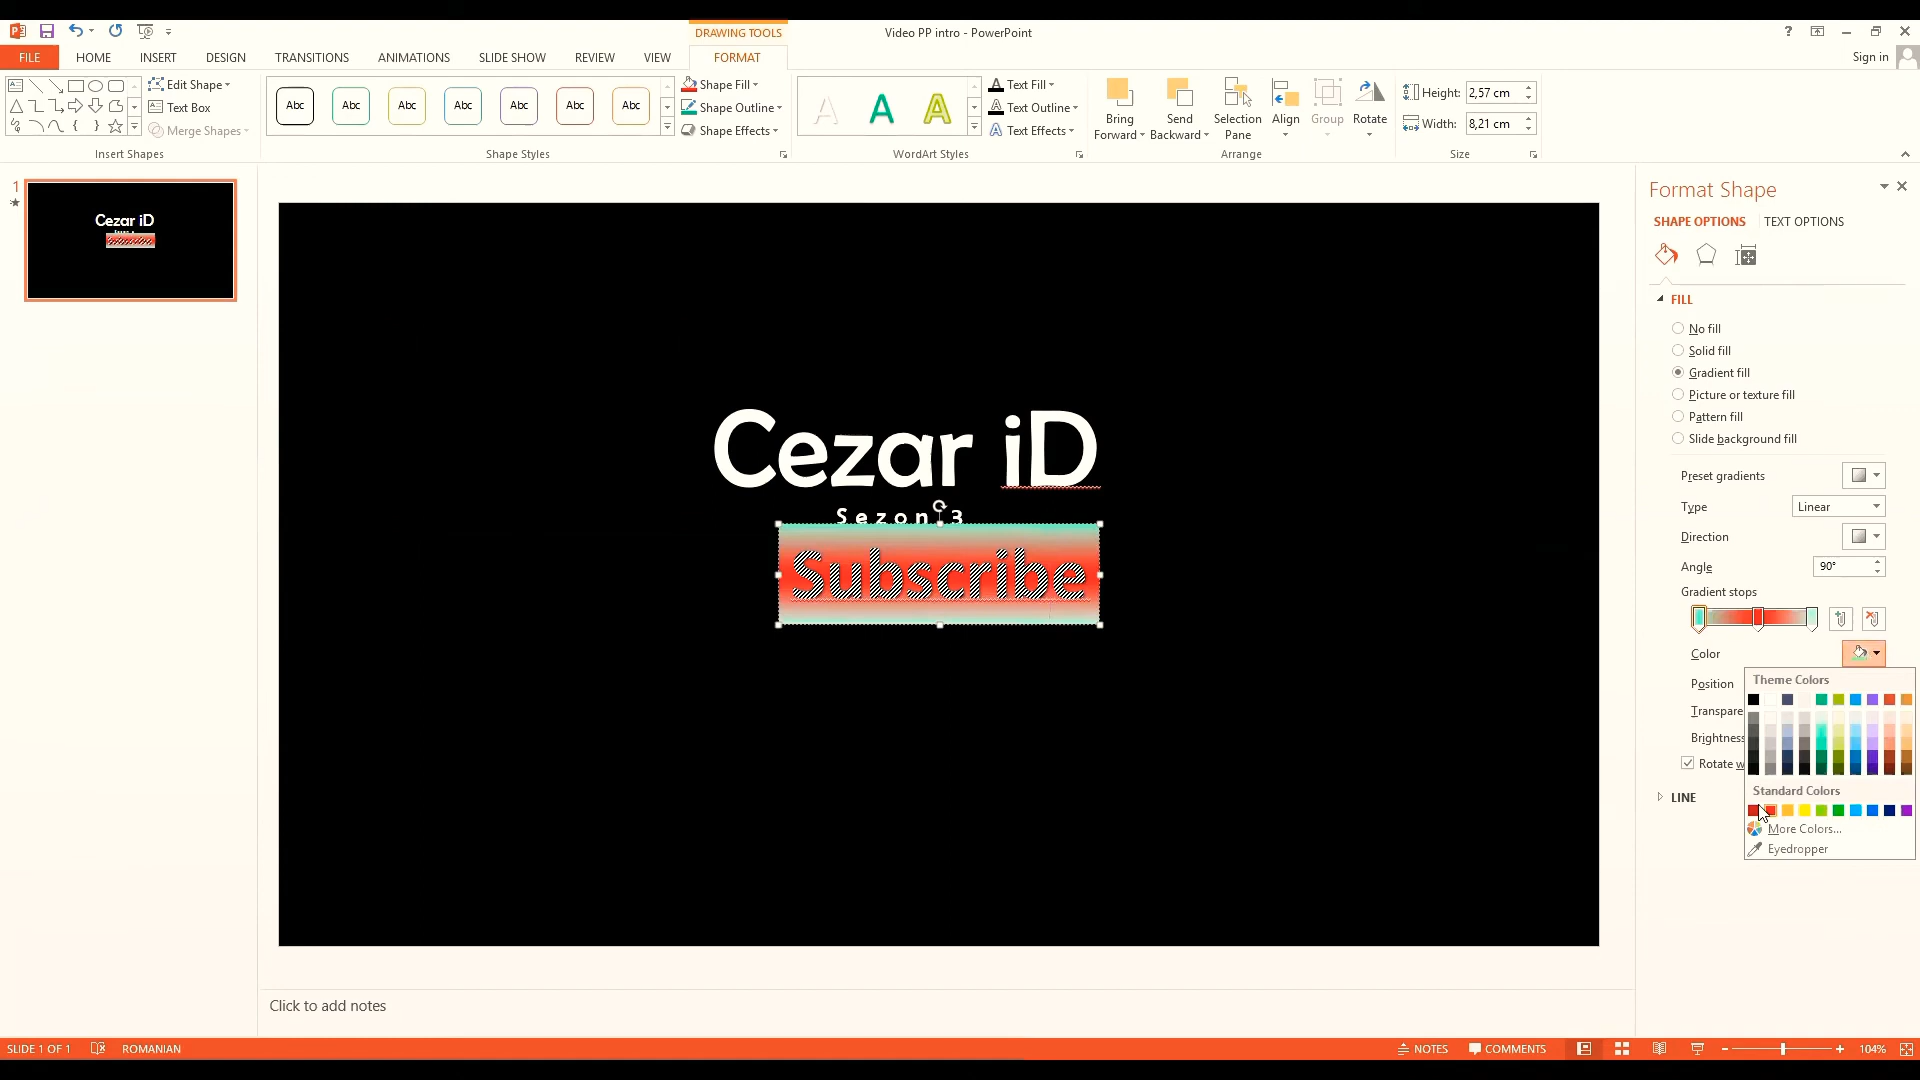 Video PP intro - PowerPoint
DRAWING TOOLS
?
FILE
HOME
INSERT
DESIGN
TRANSITIONS
ANIMATIONS
SLIDE SHOW
REVIEW
VIEW
FORMAT
Sign in
Edit Shape
Text Box
Merge Shapes
Insert Shapes
Abc
Abc
Abc
Abc
Abc
Abc
Abc
Shape Fill
Shape Outline
Shape Effects
Shape Styles
A
A
A
Text Fill
Text Outline
Text Effects
WordArt Styles
Bring
Forward
Send
Backward
Selection
Pane
Align
Group
Rotate
Arrange
Height: 2,57 cm
Width: 8,21 cm
Size
1
Cezar iD
Subscribe
Cezar iD
Sezon 3
Subscribe
Format Shape
SHAPE OPTIONS
TEXT OPTIONS
FILL
No fill
Solid fill
Gradient fill
Picture or texture fill
Pattern fill
Slide background fill
Preset gradients
Type
Linear
Direction
Angle
90°
Gradient stops
Color
Position
Transpare
Brightness
Rotate w
LINE
Theme Colors
Standard Colors
More Colors...
Eyedropper
Click to add notes
SLIDE 1 OF 1
ROMANIAN
NOTES
COMMENTS
104%